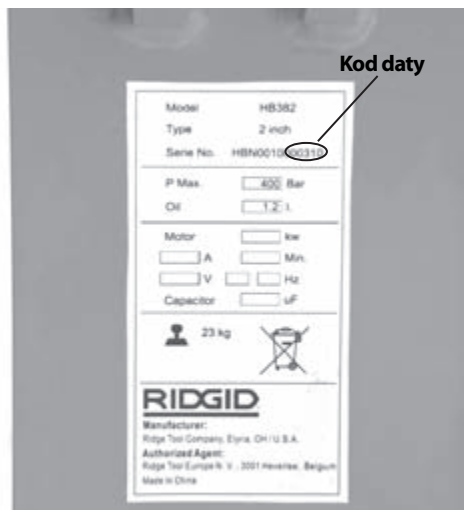 Kod daty
Model HB382
Type 2 inch
Serie No. HBN0010 00310
P Max. 400 Bar
Oil 1.2 l.
Motor kw
A Min.
V Hz
Capacitor uF
23 kg
RIDGID
Manufacturer:
Ridge Tool Company, Elyria, OH / U.S.A.
Authorized Agent:
Ridge Tool Europe N. V., 3001 Heverlee, Belgium
Made in China